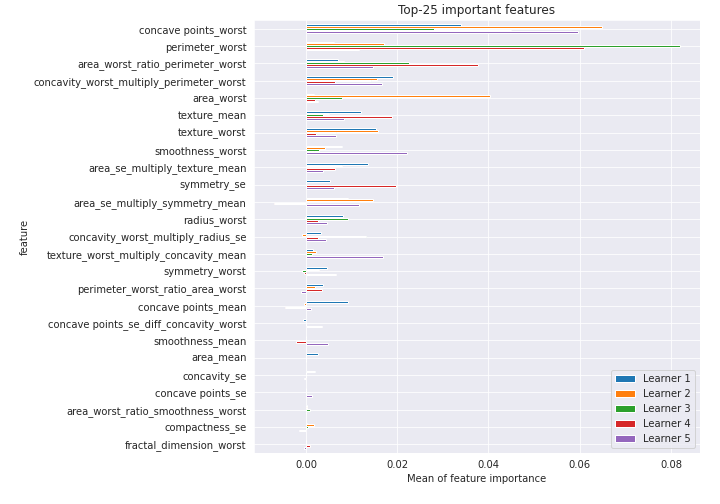 Top-25 important features
concave points_worst
perimeter_worst
area_worst_ratio_perimeter_worst
concavity_worst_multiply_perimeter_worst
area_worst
texture_mean
texture_worst
smoothness_worst
area_se_multiply_texture_mean
symmetry_se
area_se_multiply_symmetry_mean
radius_worst
concavity_worst_multiply_radius_se
texture_worst_multiply_concavity_mean
symmetry_worst
perimeter_worst_ratio_area_worst
concave points_mean
concave points_se_diff_concavity_worst
smoothness_mean
area_mean
concavity_se
concave points_se
area_worst_ratio_smoothness_worst
compactness_se
fractal_dimension_worst
feature
Learner 1
Learner 2
Learner 3
Learner 4
Learner 5
0.00 0.02 0.04 0.06 0.08
Mean of feature importance